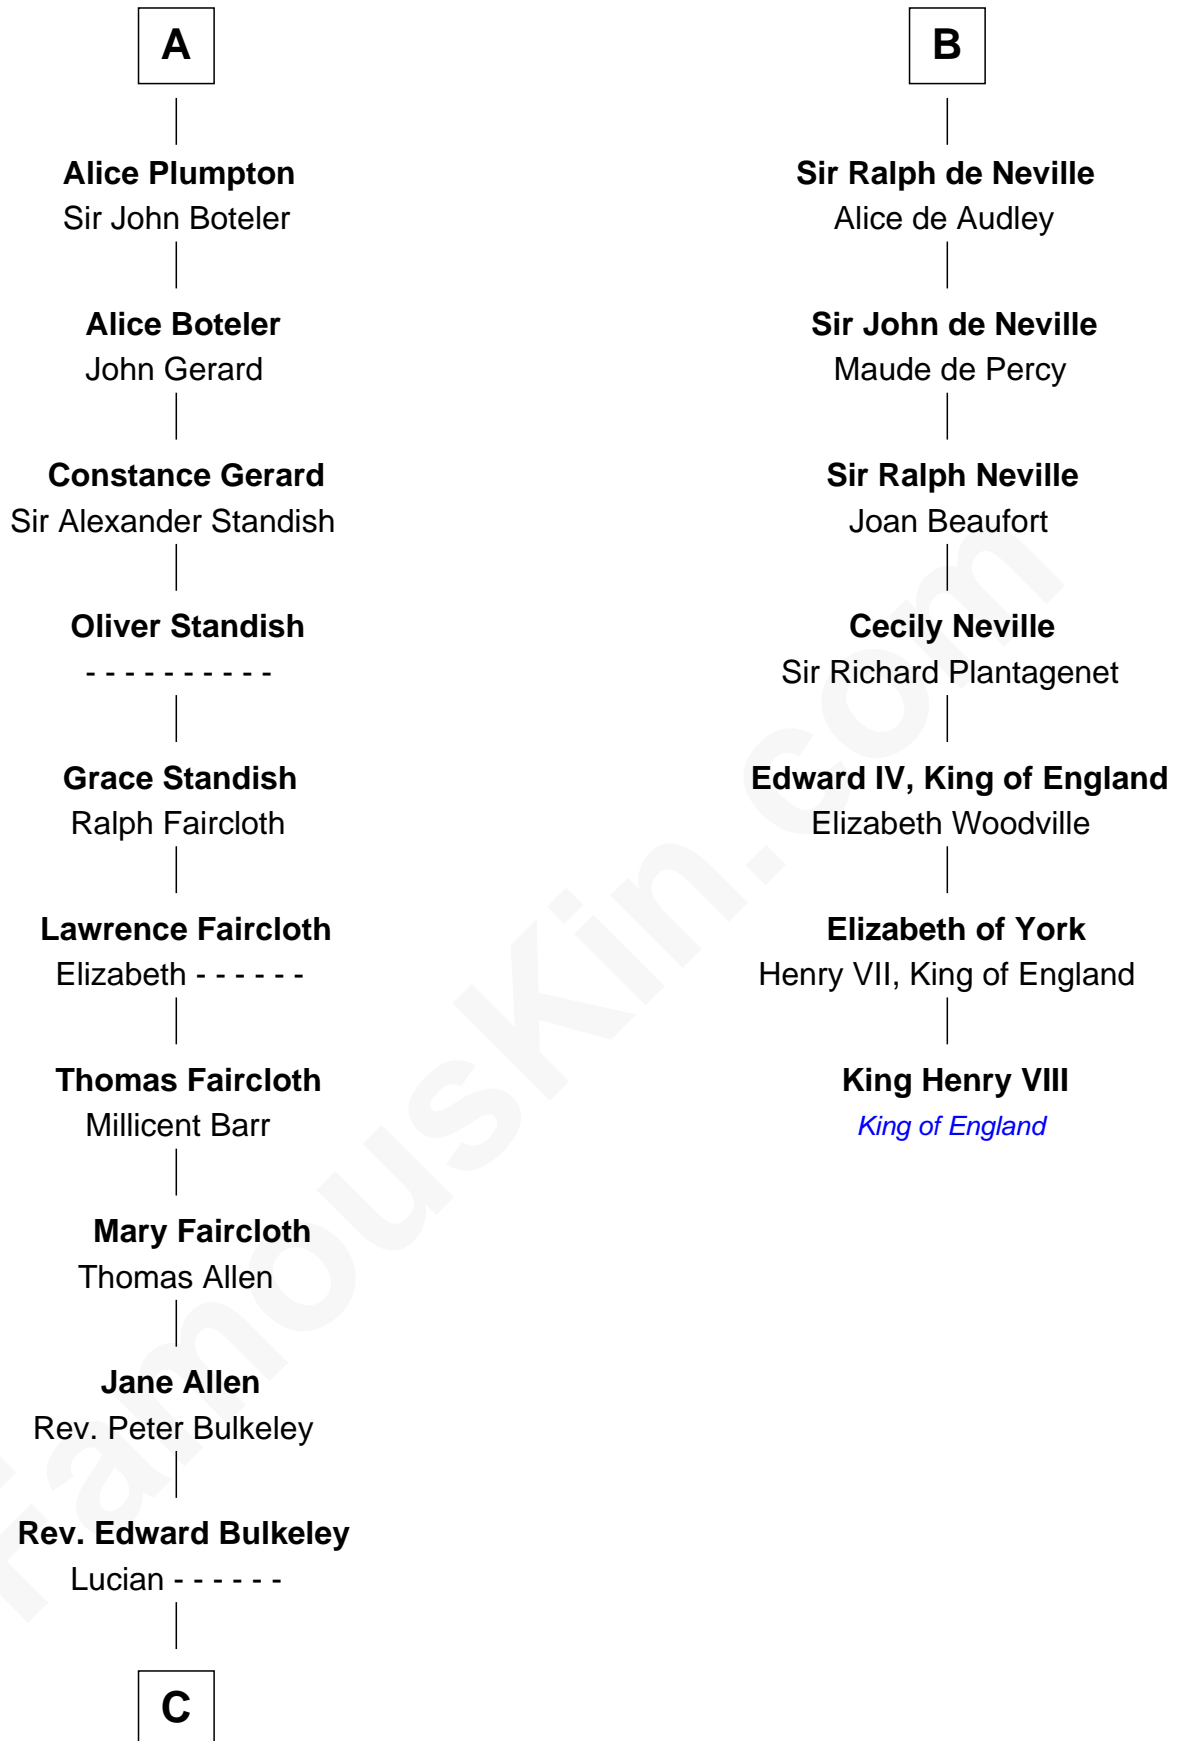 A
Alice Plumpton
Sir John Boteler
Alice Boteler
John Gerard
Constance Gerard
Sir Alexander Standish
Oliver Standish
- - - - - - - - - -
Grace Standish
Ralph Faircloth
Lawrence Faircloth
Elizabeth - - - - - -
Thomas Faircloth
Millicent Barr
Mary Faircloth
Thomas Allen
Jane Allen
Rev. Peter Bulkeley
Rev. Edward Bulkeley
Lucian - - - - - -
C
B
Sir Ralph de Neville
Alice de Audley
Sir John de Neville
Maude de Percy
Sir Ralph Neville
Joan Beaufort
Cecily Neville
Sir Richard Plantagenet
Edward IV, King of England
Elizabeth Woodville
Elizabeth of York
Henry VII, King of England
King Henry VIII
King of England
FamousKin.com